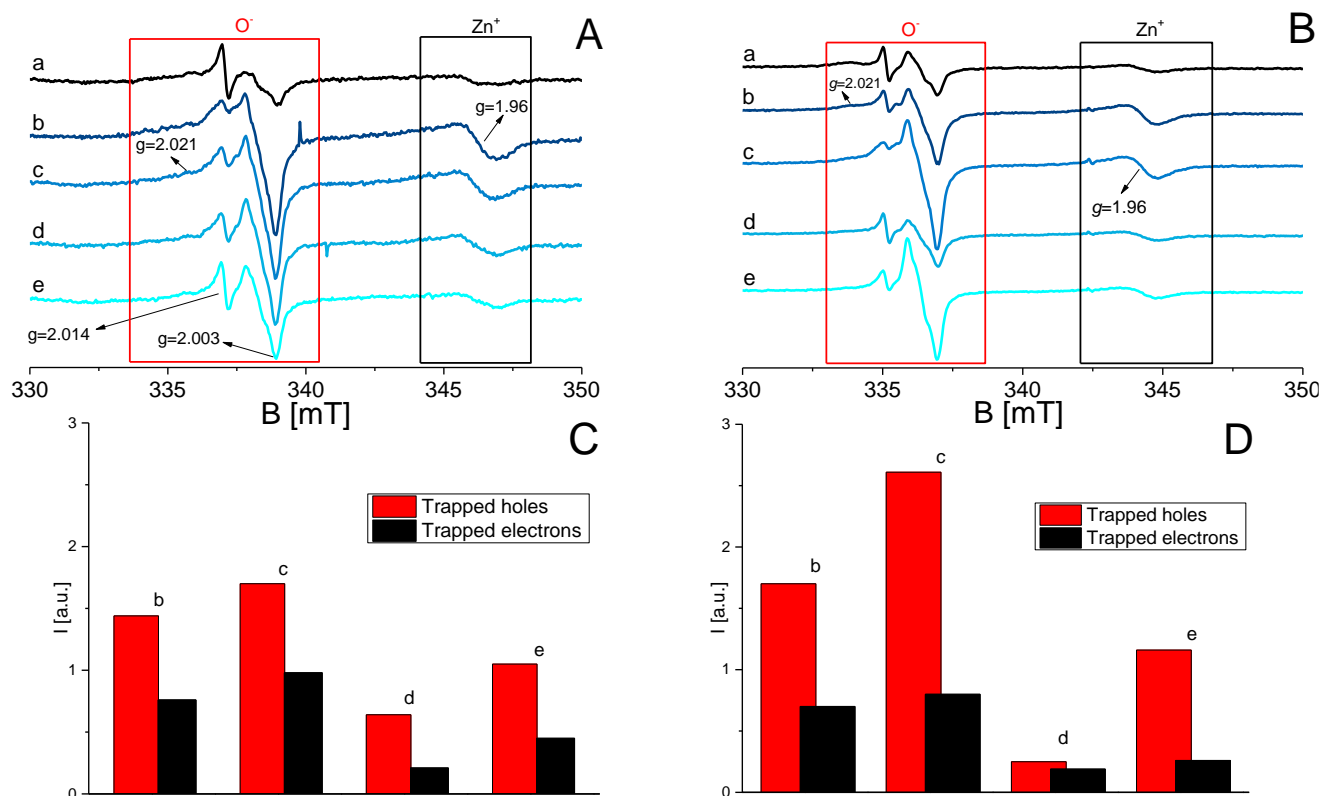 O⁻
Zn⁺
A
a
b
g=1.96
g=2.021
c
d
e
g=2.014
g=2.003
330
335
340
345
350
B [mT]
O⁻
Zn⁺
B
a
g=2.021
b
c
g=1.96
d
e
330
335
340
345
350
B [mT]
C
3
2
1
0
I [a.u.]
Trapped holes
Trapped electrons
b
c
d
e
D
3
2
1
0
I [a.u.]
Trapped holes
Trapped electrons
b
c
d
e